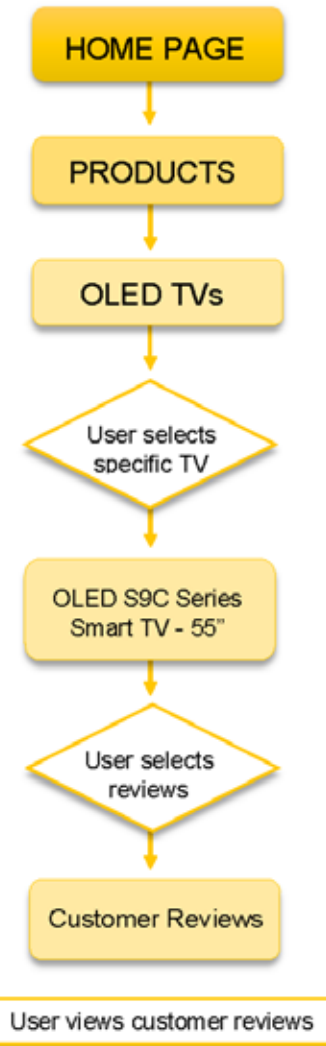 HOME PAGE
PRODUCTS
OLED TVs
User selects
specific TV
OLED S9C Series
Smart TV - 55”
User selects
reviews
Customer Reviews
User views customer reviews